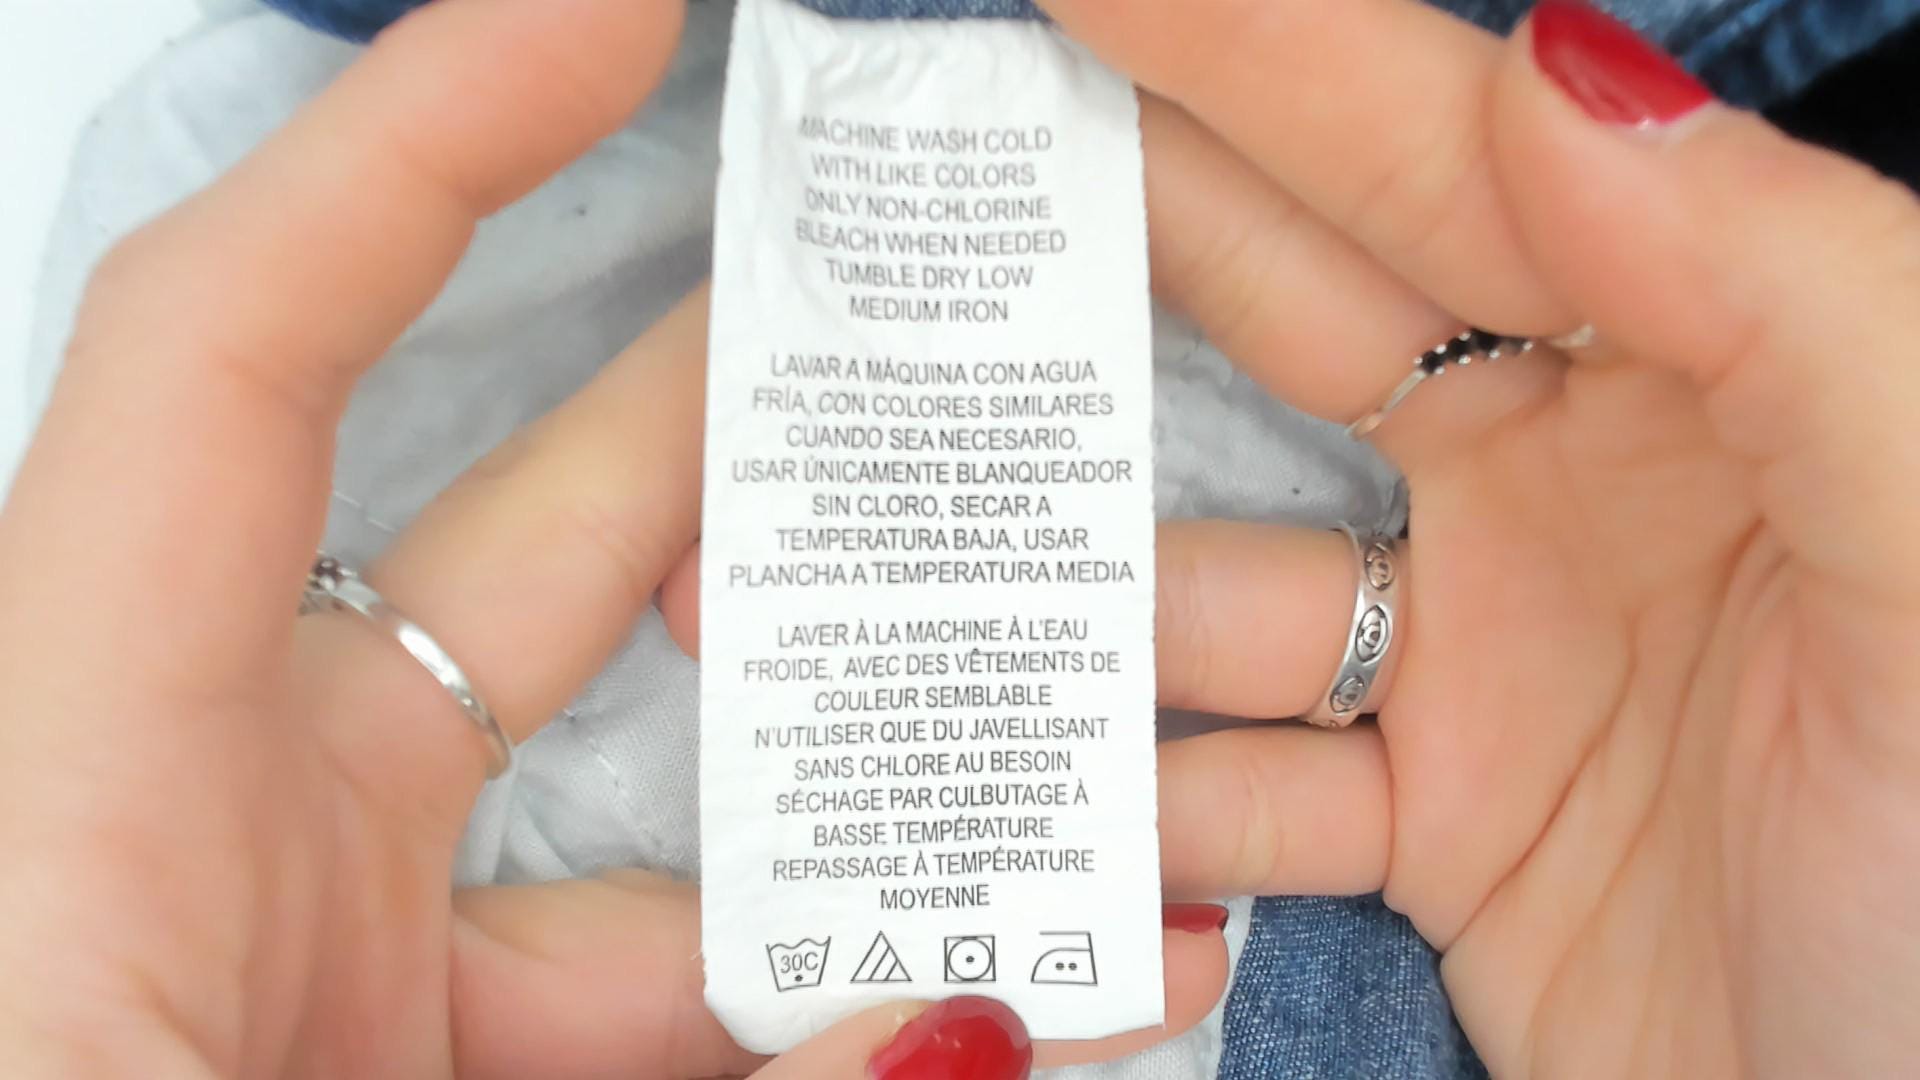 MACHINE WASH COLD
WITH LIKE COLORS
ONLY NON-CHLORINE
BLEACH WHEN NEEDED
TUMBLE DRY LOW
MEDIUM IRON
LAVAR A MÁQUINA CON AGUA
FRÍA, CON COLORES SIMILARES
CUANDO SEA NECESARIO,
USAR ÚNICAMENTE BLANQUEADOR
SIN CLORO, SECAR A
TEMPERATURA BAJA, USAR
PLANCHA A TEMPERATURA MEDIA
LAVER À LA MACHINE À L'EAU
FROIDE, AVEC DES VÊTEMENTS DE
COULEUR SEMBLABLE
N'UTILISER QUE DU JAVELLISANT
SANS CHLORE AU BESOIN
SÉCHAGE PAR CULBUTAGE À
BASSE TEMPÉRATURE
REPASSAGE À TEMPÉRATURE
MOYENNE
30C